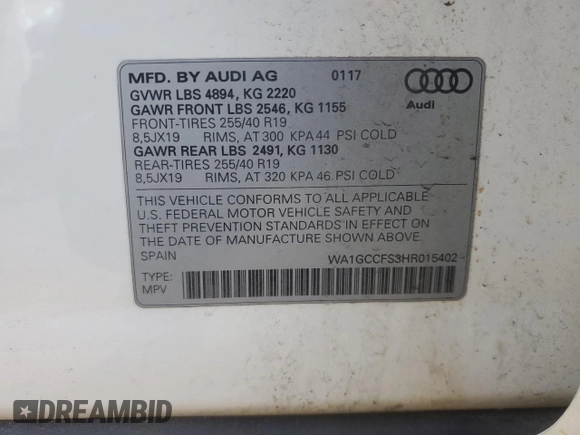 MFD. BY AUDI AG 0117
GVWR LBS 4894, KG 2220
GAWR FRONT LBS 2546, KG 1155
FRONT-TIRES 255/40 R19
8,5JX19 RIMS, AT 300 KPA 44 PSI COLD
GAWR REAR LBS 2491, KG 1130
REAR-TIRES 255/40 R19
8,5JX19 RIMS, AT 320 KPA 46 PSI COLD
Audi
THIS VEHICLE CONFORMS TO ALL APPLICABLE
U.S. FEDERAL MOTOR VEHICLE SAFETY AND
THEFT PREVENTION STANDARDS IN EFFECT ON
THE DATE OF MANUFACTURE SHOWN ABOVE.
SPAIN WA1GCCFS3HR015402
TYPE:
MPV
DREAMBID